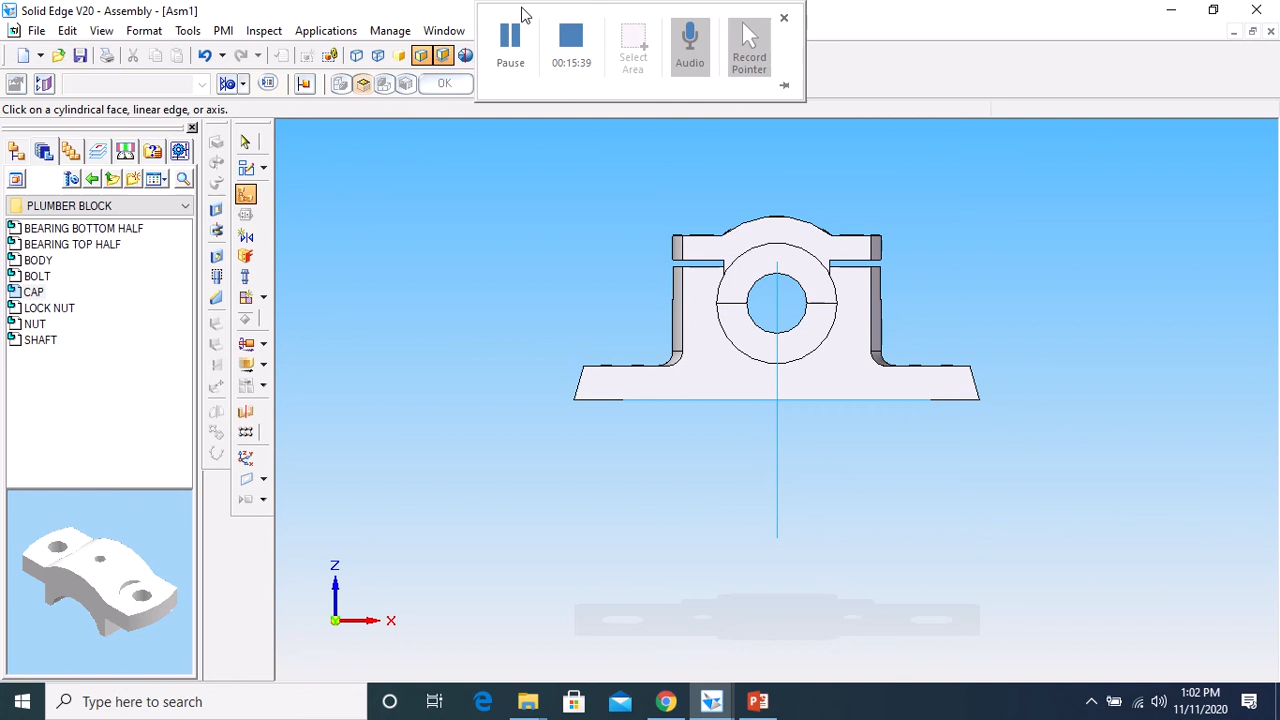 Solid Edge V20 - Assembly - [Asm1]
File Edit View Format Tools PMI Inspect Applications Manage Window
Pause
00:15:39
Select Area
Audio
Record Pointer
OK
Click on a cylindrical face, linear edge, or axis.
PLUMBER BLOCK
BEARING BOTTOM HALF
BEARING TOP HALF
BODY
BOLT
CAP
LOCK NUT
NUT
SHAFT
Z
X
Type here to search
1:02 PM
11/11/2020